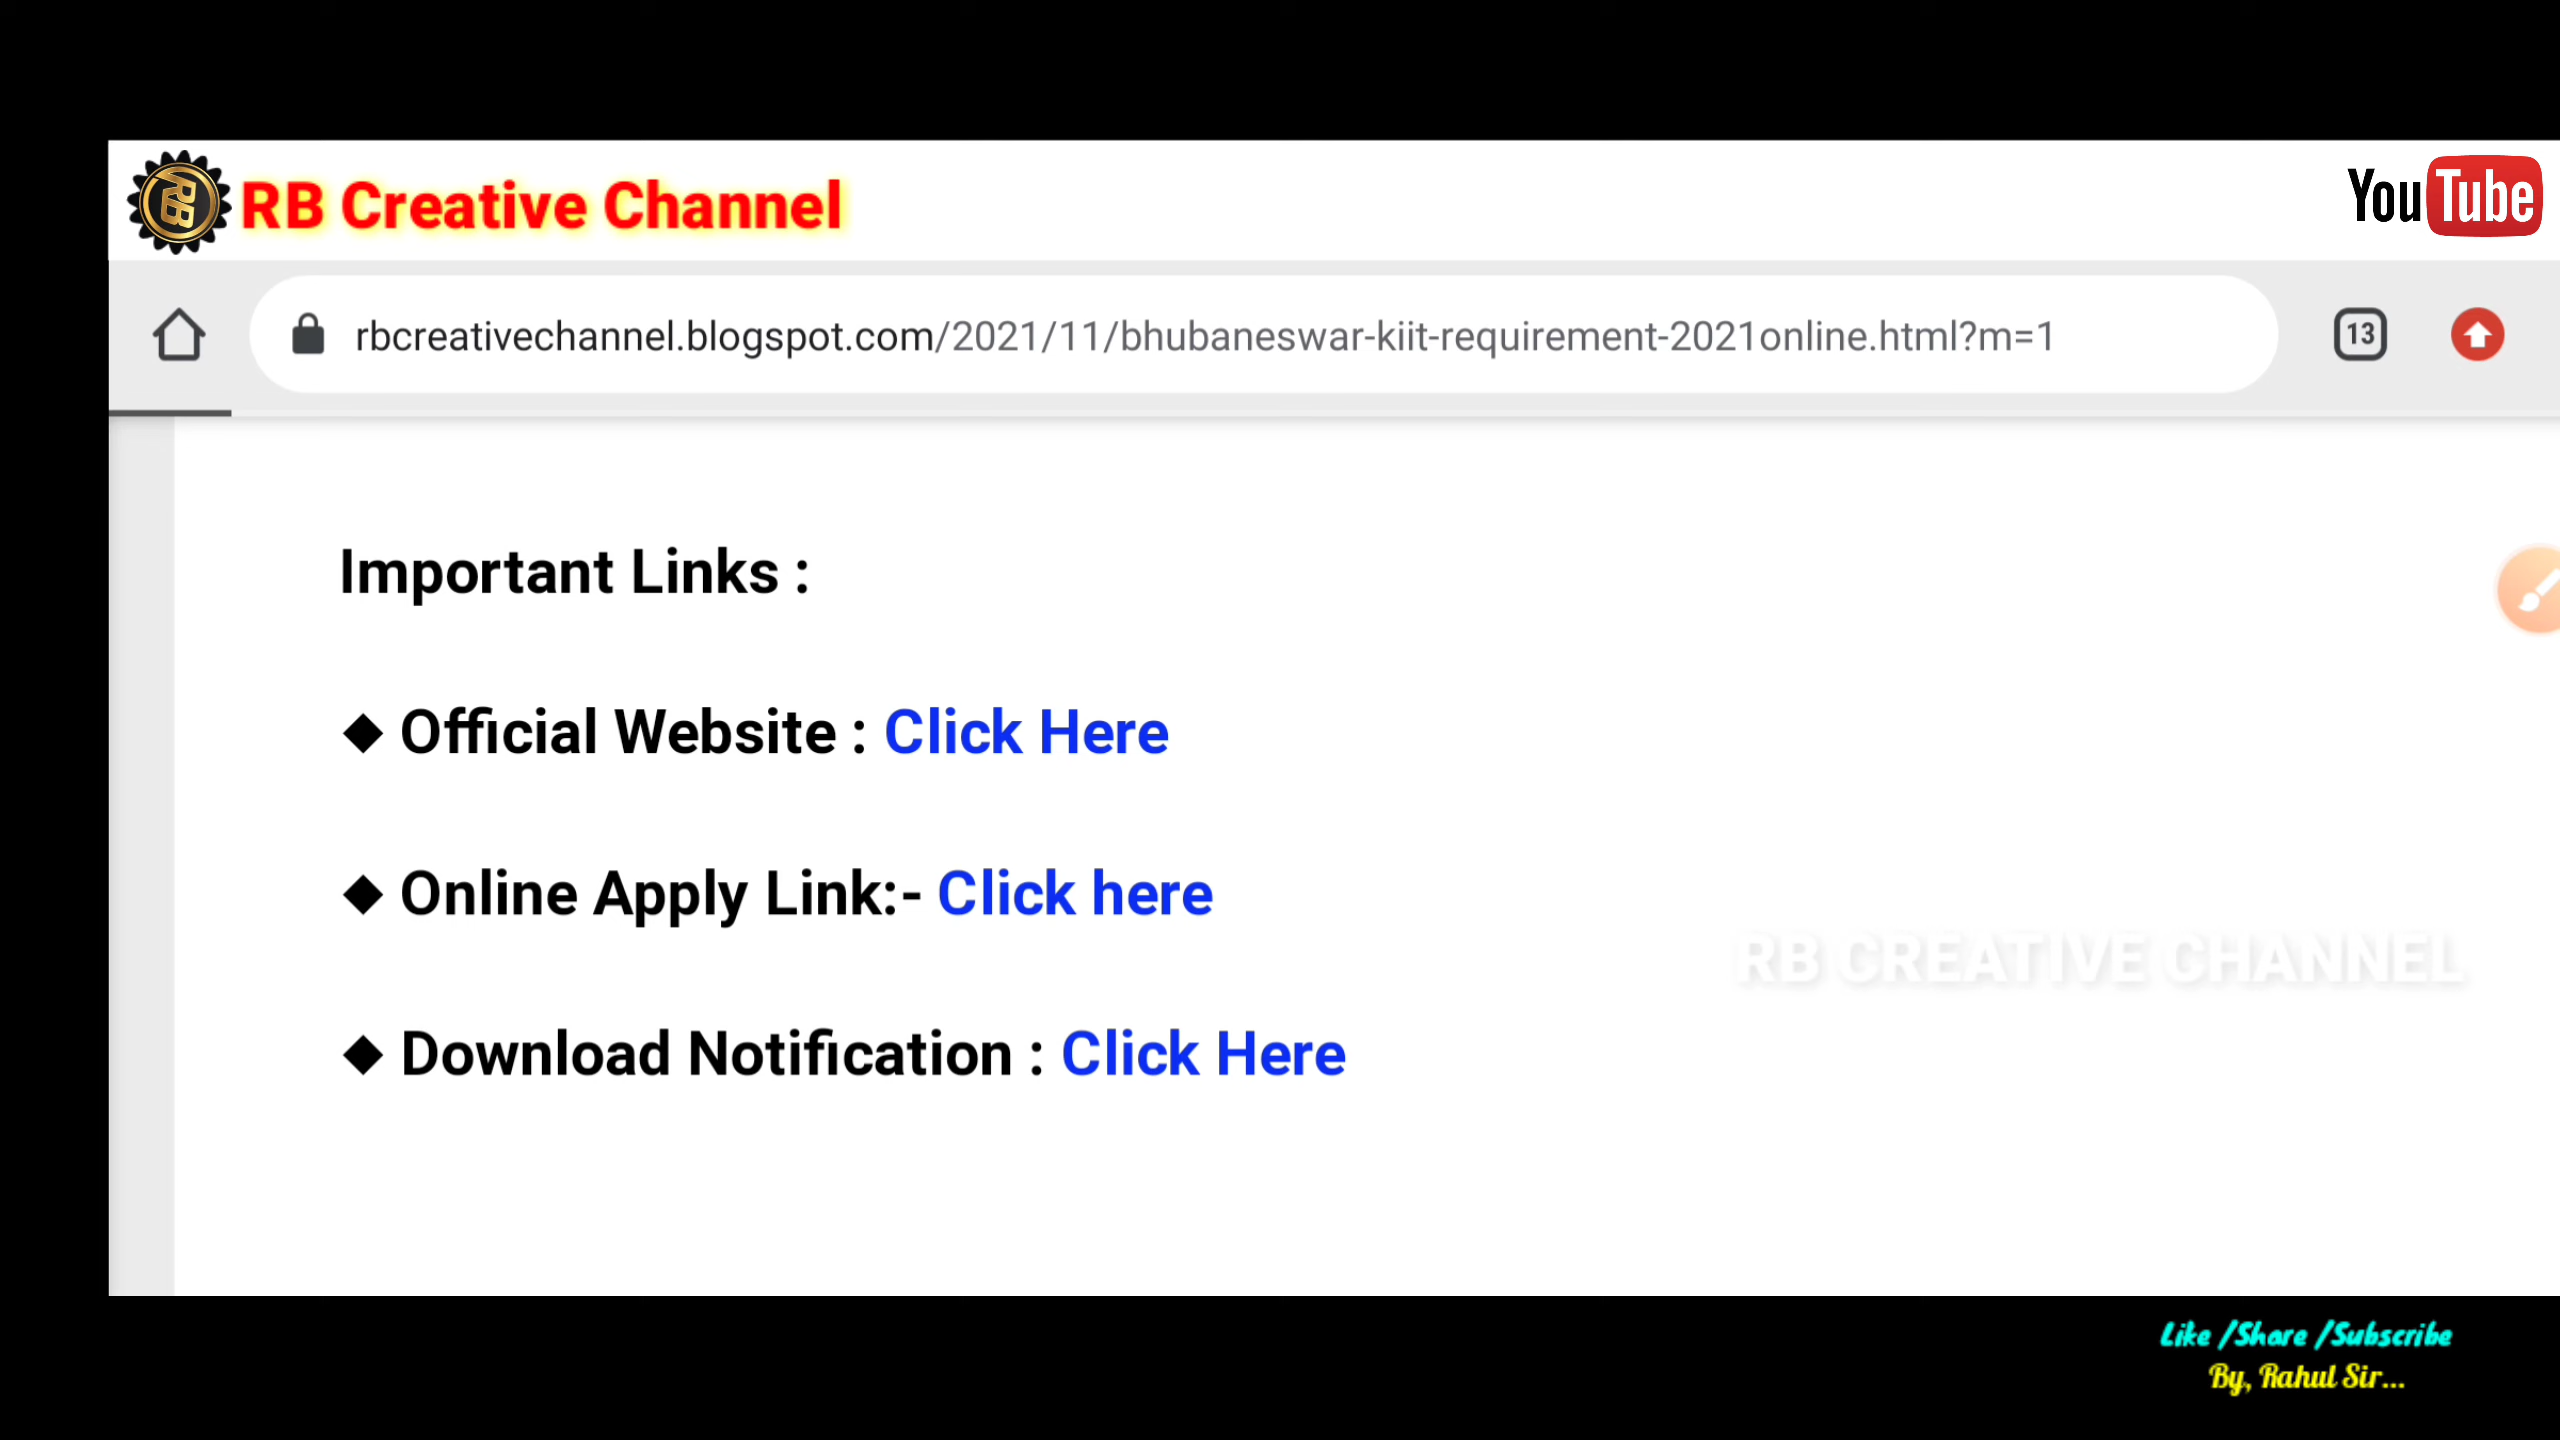 RB Creative Channel
YouTube
rbcreativechannel.blogspot.com/2021/11/bhubaneswar-kiit-requirement-2021online.html?m=1
13
Important Links :
◆ Official Website : Click Here
◆ Online Apply Link:- Click here
RB CREATIVE CHANNEL
◆ Download Notification : Click Here
Like /Share /Subscribe
By, Rahul Sir...